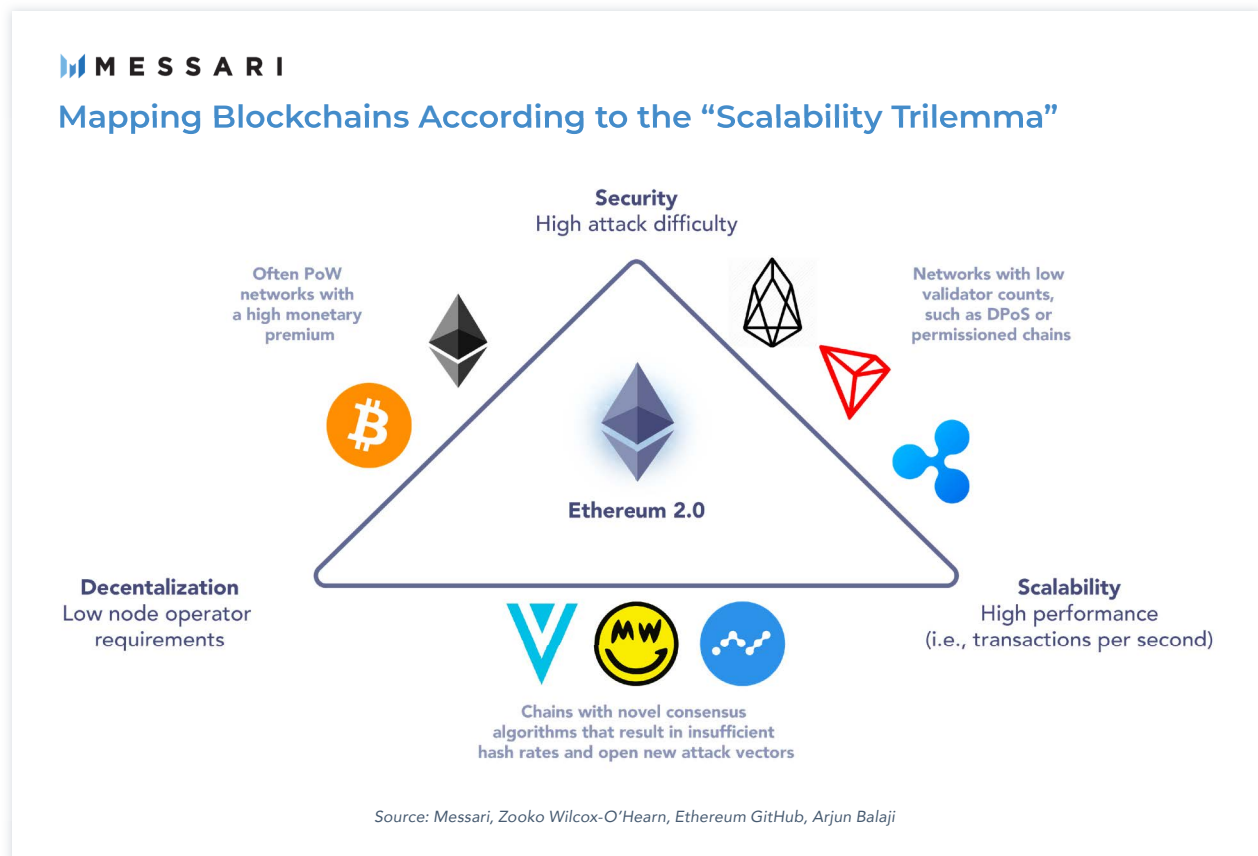 MESSARI
Mapping Blockchains According to the “Scalability Trilemma”
Security
High attack difficulty
Often PoW
networks with
a high monetary
premium
Networks with low
validator counts,
such as DPoS or
permissioned chains
Ethereum 2.0
Decentalization
Low node operator
requirements
Scalability
High performance
(i.e., transactions per second)
MW
Chains with novel consensus
algorithms that result in insufficient
hash rates and open new attack vectors
Source: Messari, Zooko Wilcox-O’Hearn, Ethereum GitHub, Arjun Balaji